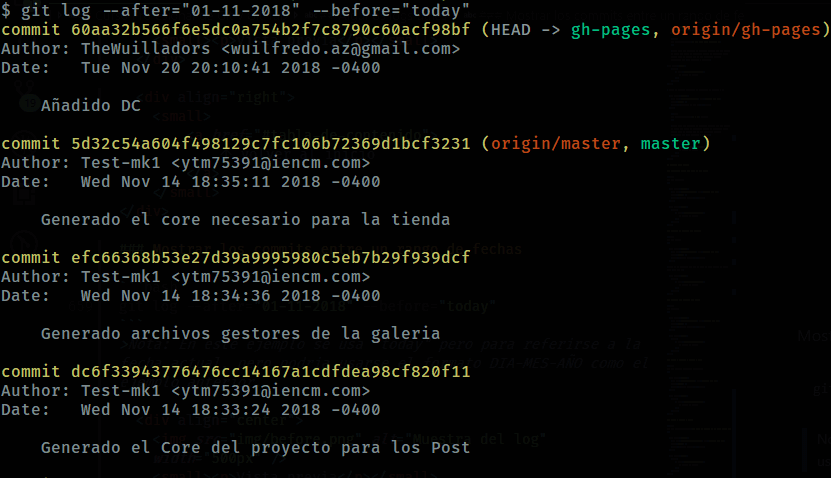 $ git log --after="01-11-2018" --before="today"
commit 60aa32b566f6e5dc0a754b2f7c8790c60acf98bf (HEAD -> gh-pages, origin/gh-pages)
Author: TheWuilladors <wuilfredo.az@gmail.com>
Date:   Tue Nov 20 20:10:41 2018 -0400
Añadido DC
commit 5d32c54a604f498129c7fc106b72369d1bcf3231 (origin/master, master)
Author: Test-mk1 <ytm75391@iencm.com>
Date:   Wed Nov 14 18:35:11 2018 -0400
Generado el core necesario para la tienda
commit efc66368b53e27d39a9995980c5eb7b29f939dcf
Author: Test-mk1 <ytm75391@iencm.com>
Date:   Wed Nov 14 18:34:36 2018 -0400
Generado archivos gestores de la galeria
commit dc6f33943776476cc14167a1cdfdea98cf820f11
Author: Test-mk1 <ytm75391@iencm.com>
Date:   Wed Nov 14 18:33:24 2018 -0400
Generado el Core del proyecto para los Post